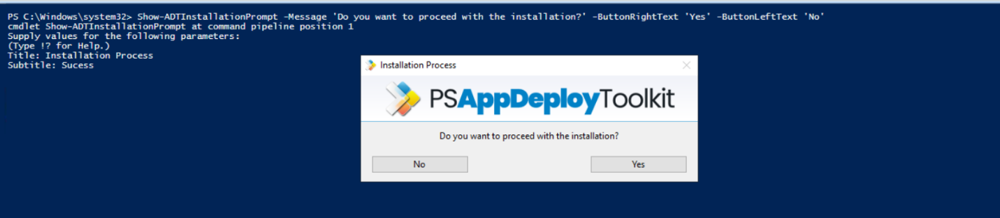 PS C:\Windows\system32> Show-ADTInstallationPrompt -Message 'Do you want to proceed with the installation?' -ButtonRightText 'Yes' -ButtonLeftText 'No'
cmdlet Show-ADTInstallationPrompt at command pipeline position 1
Supply values for the following parameters:
(Type !? for Help.)
Title: Installation Process
Subtitle: Sucess
Installation Process
PSAppDeployToolkit
Do you want to proceed with the installation?
No
Yes